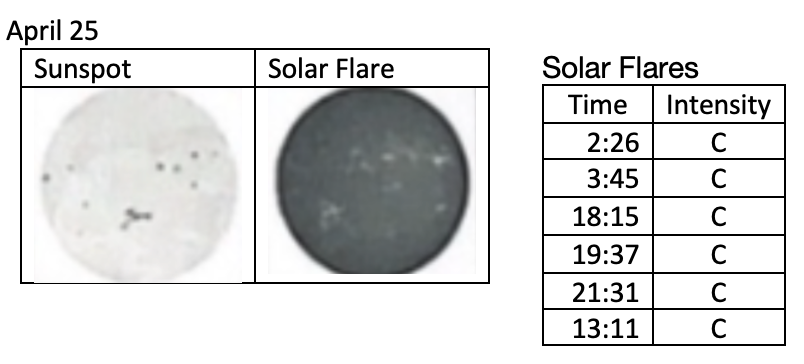 April 25
Sunspot Solar Flare
Solar Flares
Time Intensity
2:26 C
3:45 C
18:15 C
19:37 C
21:31 C
13:11 C